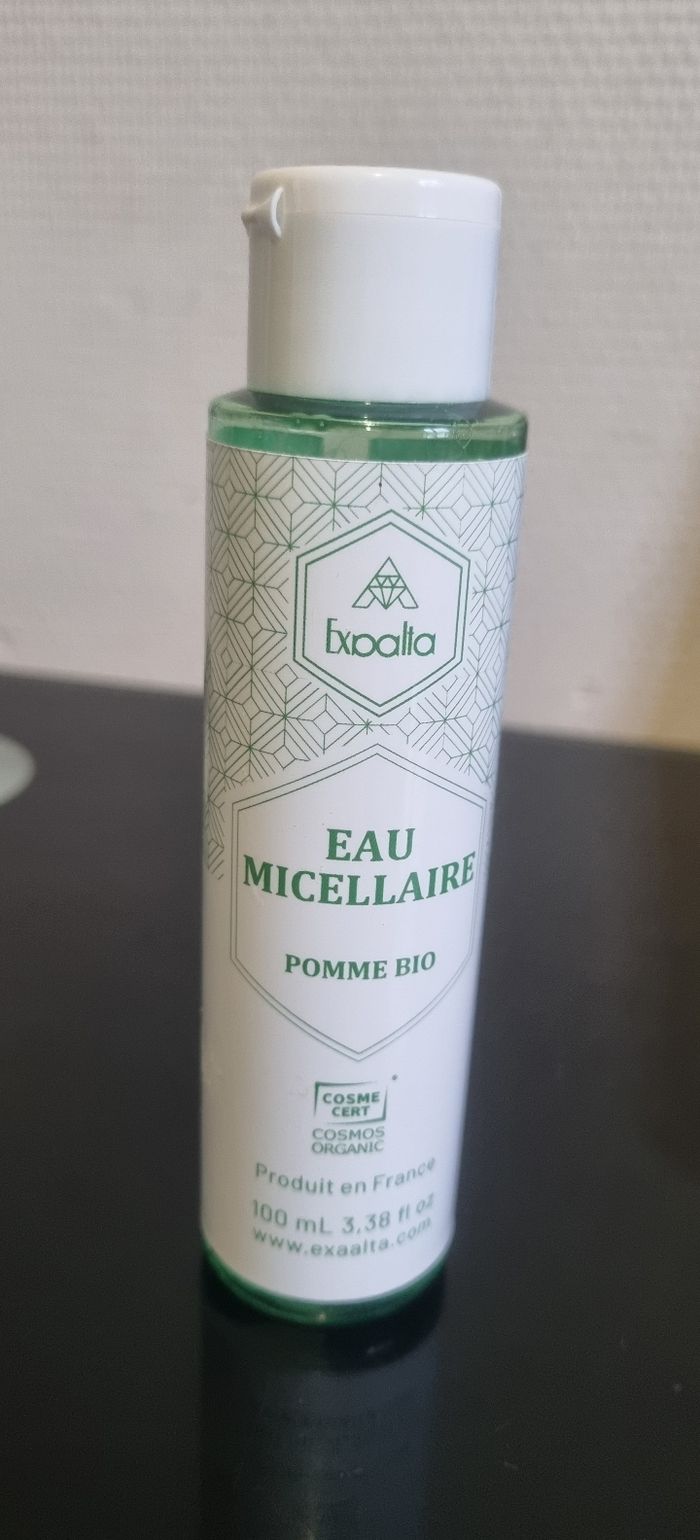 Exaalta
EAU
MICELLAIRE
POMME BIO
COSME
CERT
COSMOS
ORGANIC
Produit en France
100 mL 3,38 fl oz
www.exaalta.com